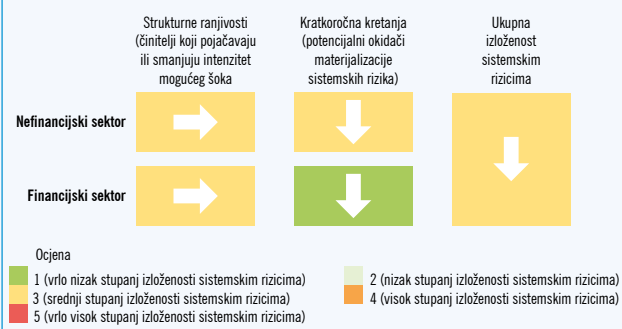 Strukturne ranjivosti
(činitelji koji pojačavaju
ili smanjuju intenzitet
mogućeg šoka
Kratkoročna kretanja
(potencijalni okidači
materijalizacije
sistemskih rizika)
Ukupna
izloženost
sistemskim
rizicima
Nefinancijski sektor
Financijski sektor
Ocjena
1 (vrlo nizak stupanj izloženosti sistemskim rizicima)
2 (nizak stupanj izloženosti sistemskim rizicima)
3 (srednji stupanj izloženosti sistemskim rizicima)
4 (visok stupanj izloženosti sistemskim rizicima)
5 (vrlo visok stupanj izloženosti sistemskim rizicima)